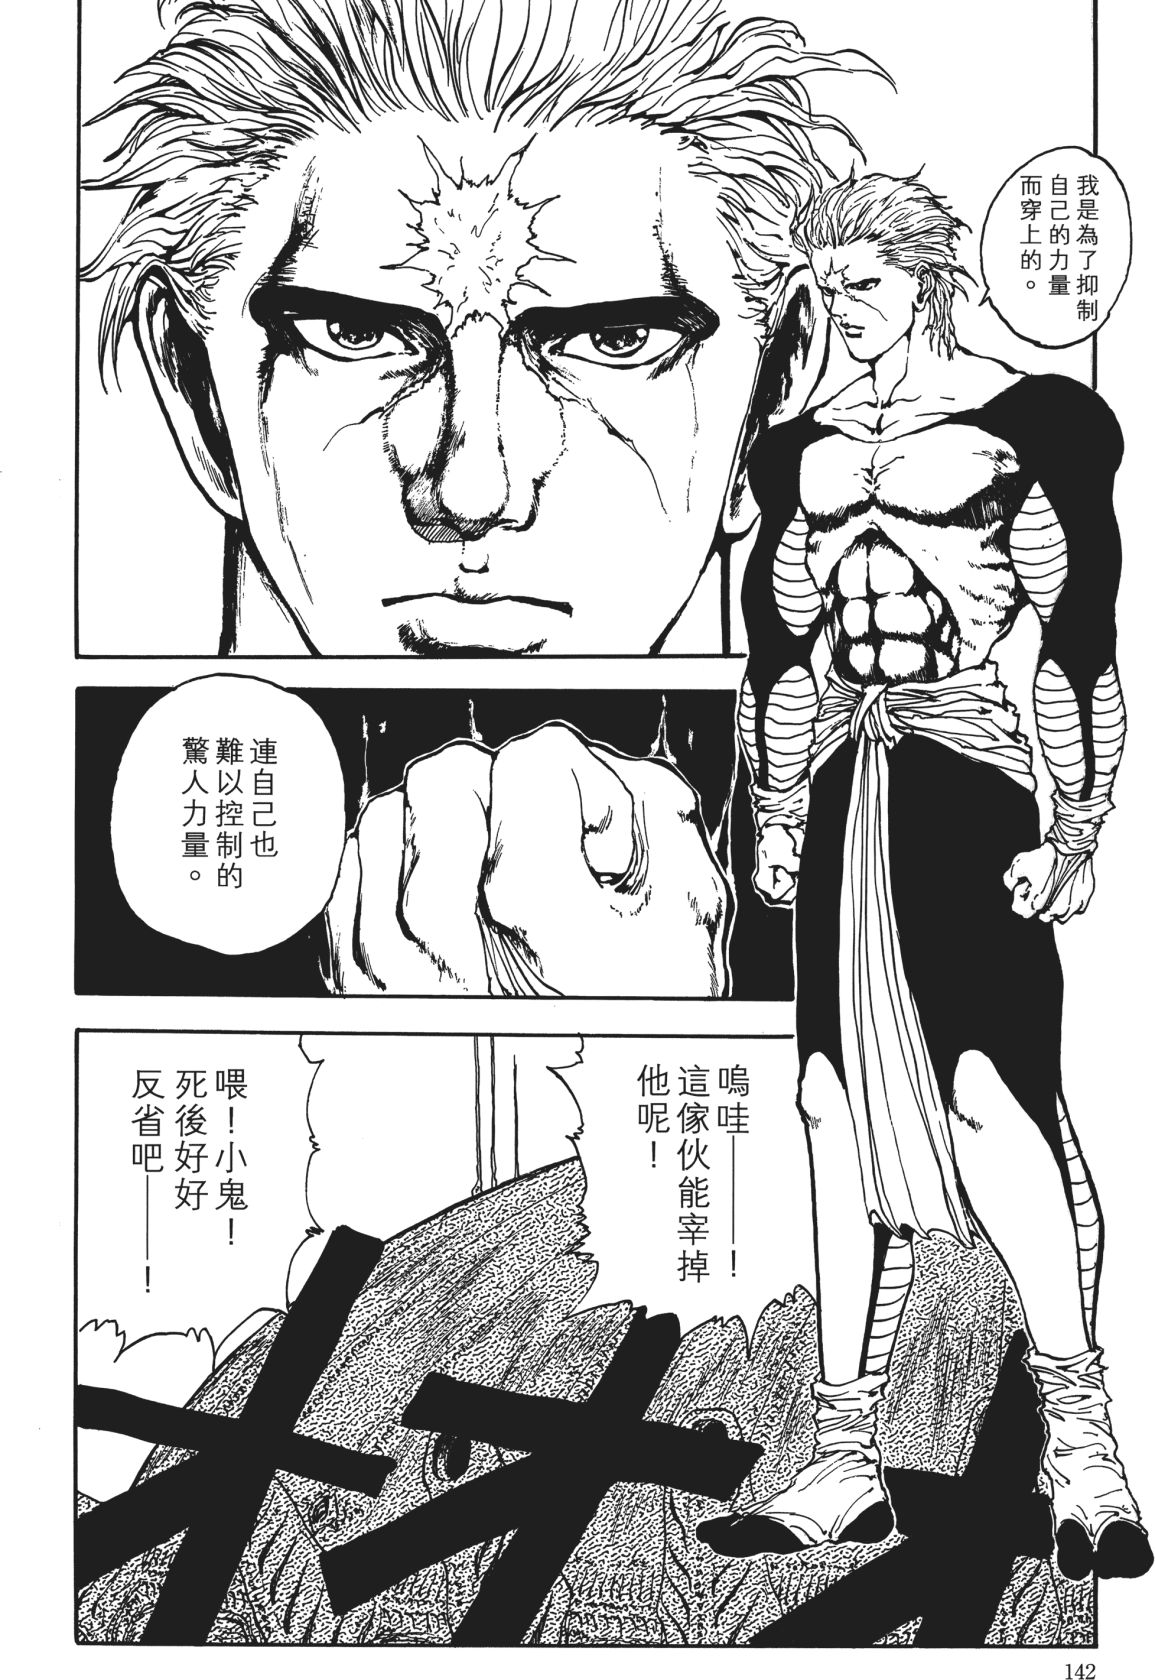 我是為了抑制
自己的力量
而穿上的。
連自己也
難以控制的
驚人力量。
嗚哇——！
這傢伙能宰掉
他呢！
喂！小鬼！
死後好好
反省吧——！
142